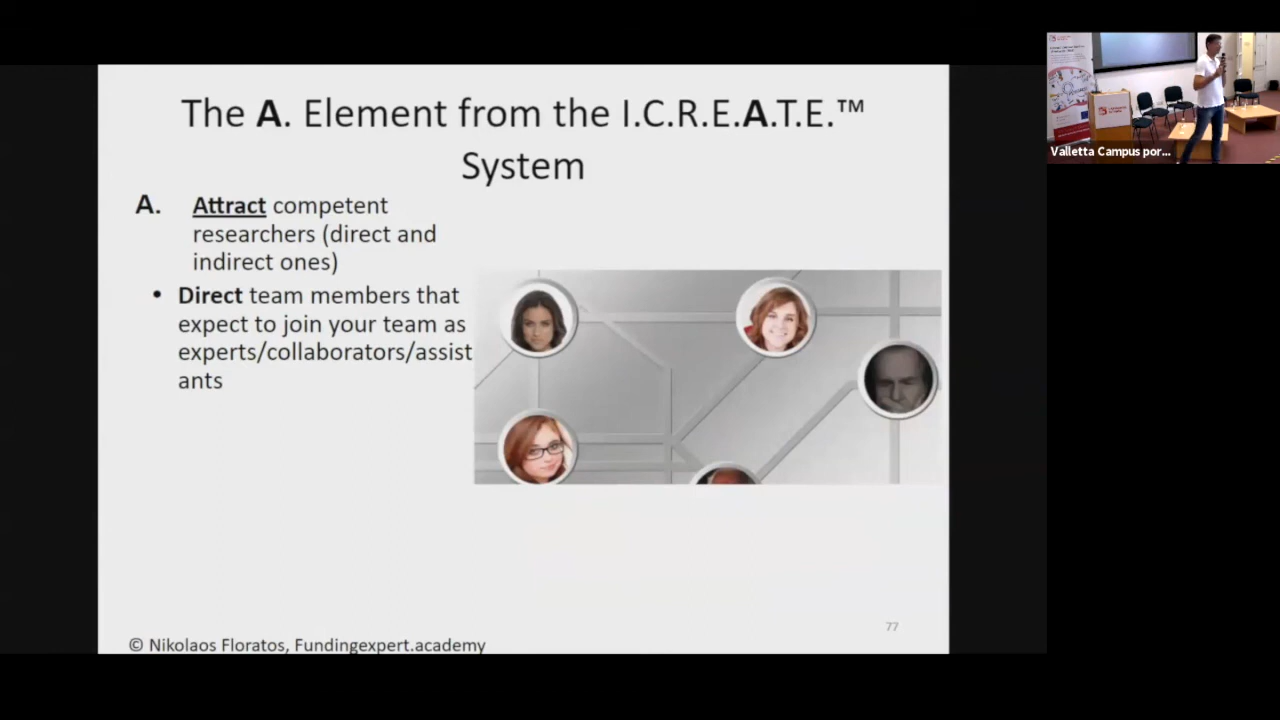 The A. Element from the I.C.R.E.A.T.E.™
System
A. Attract competent
researchers (direct and
indirect ones)
• Direct team members that
expect to join your team as
experts/collaborators/assist
ants
77
© Nikolaos Floratos, Fundingexpert.academy
Valletta Campus por...